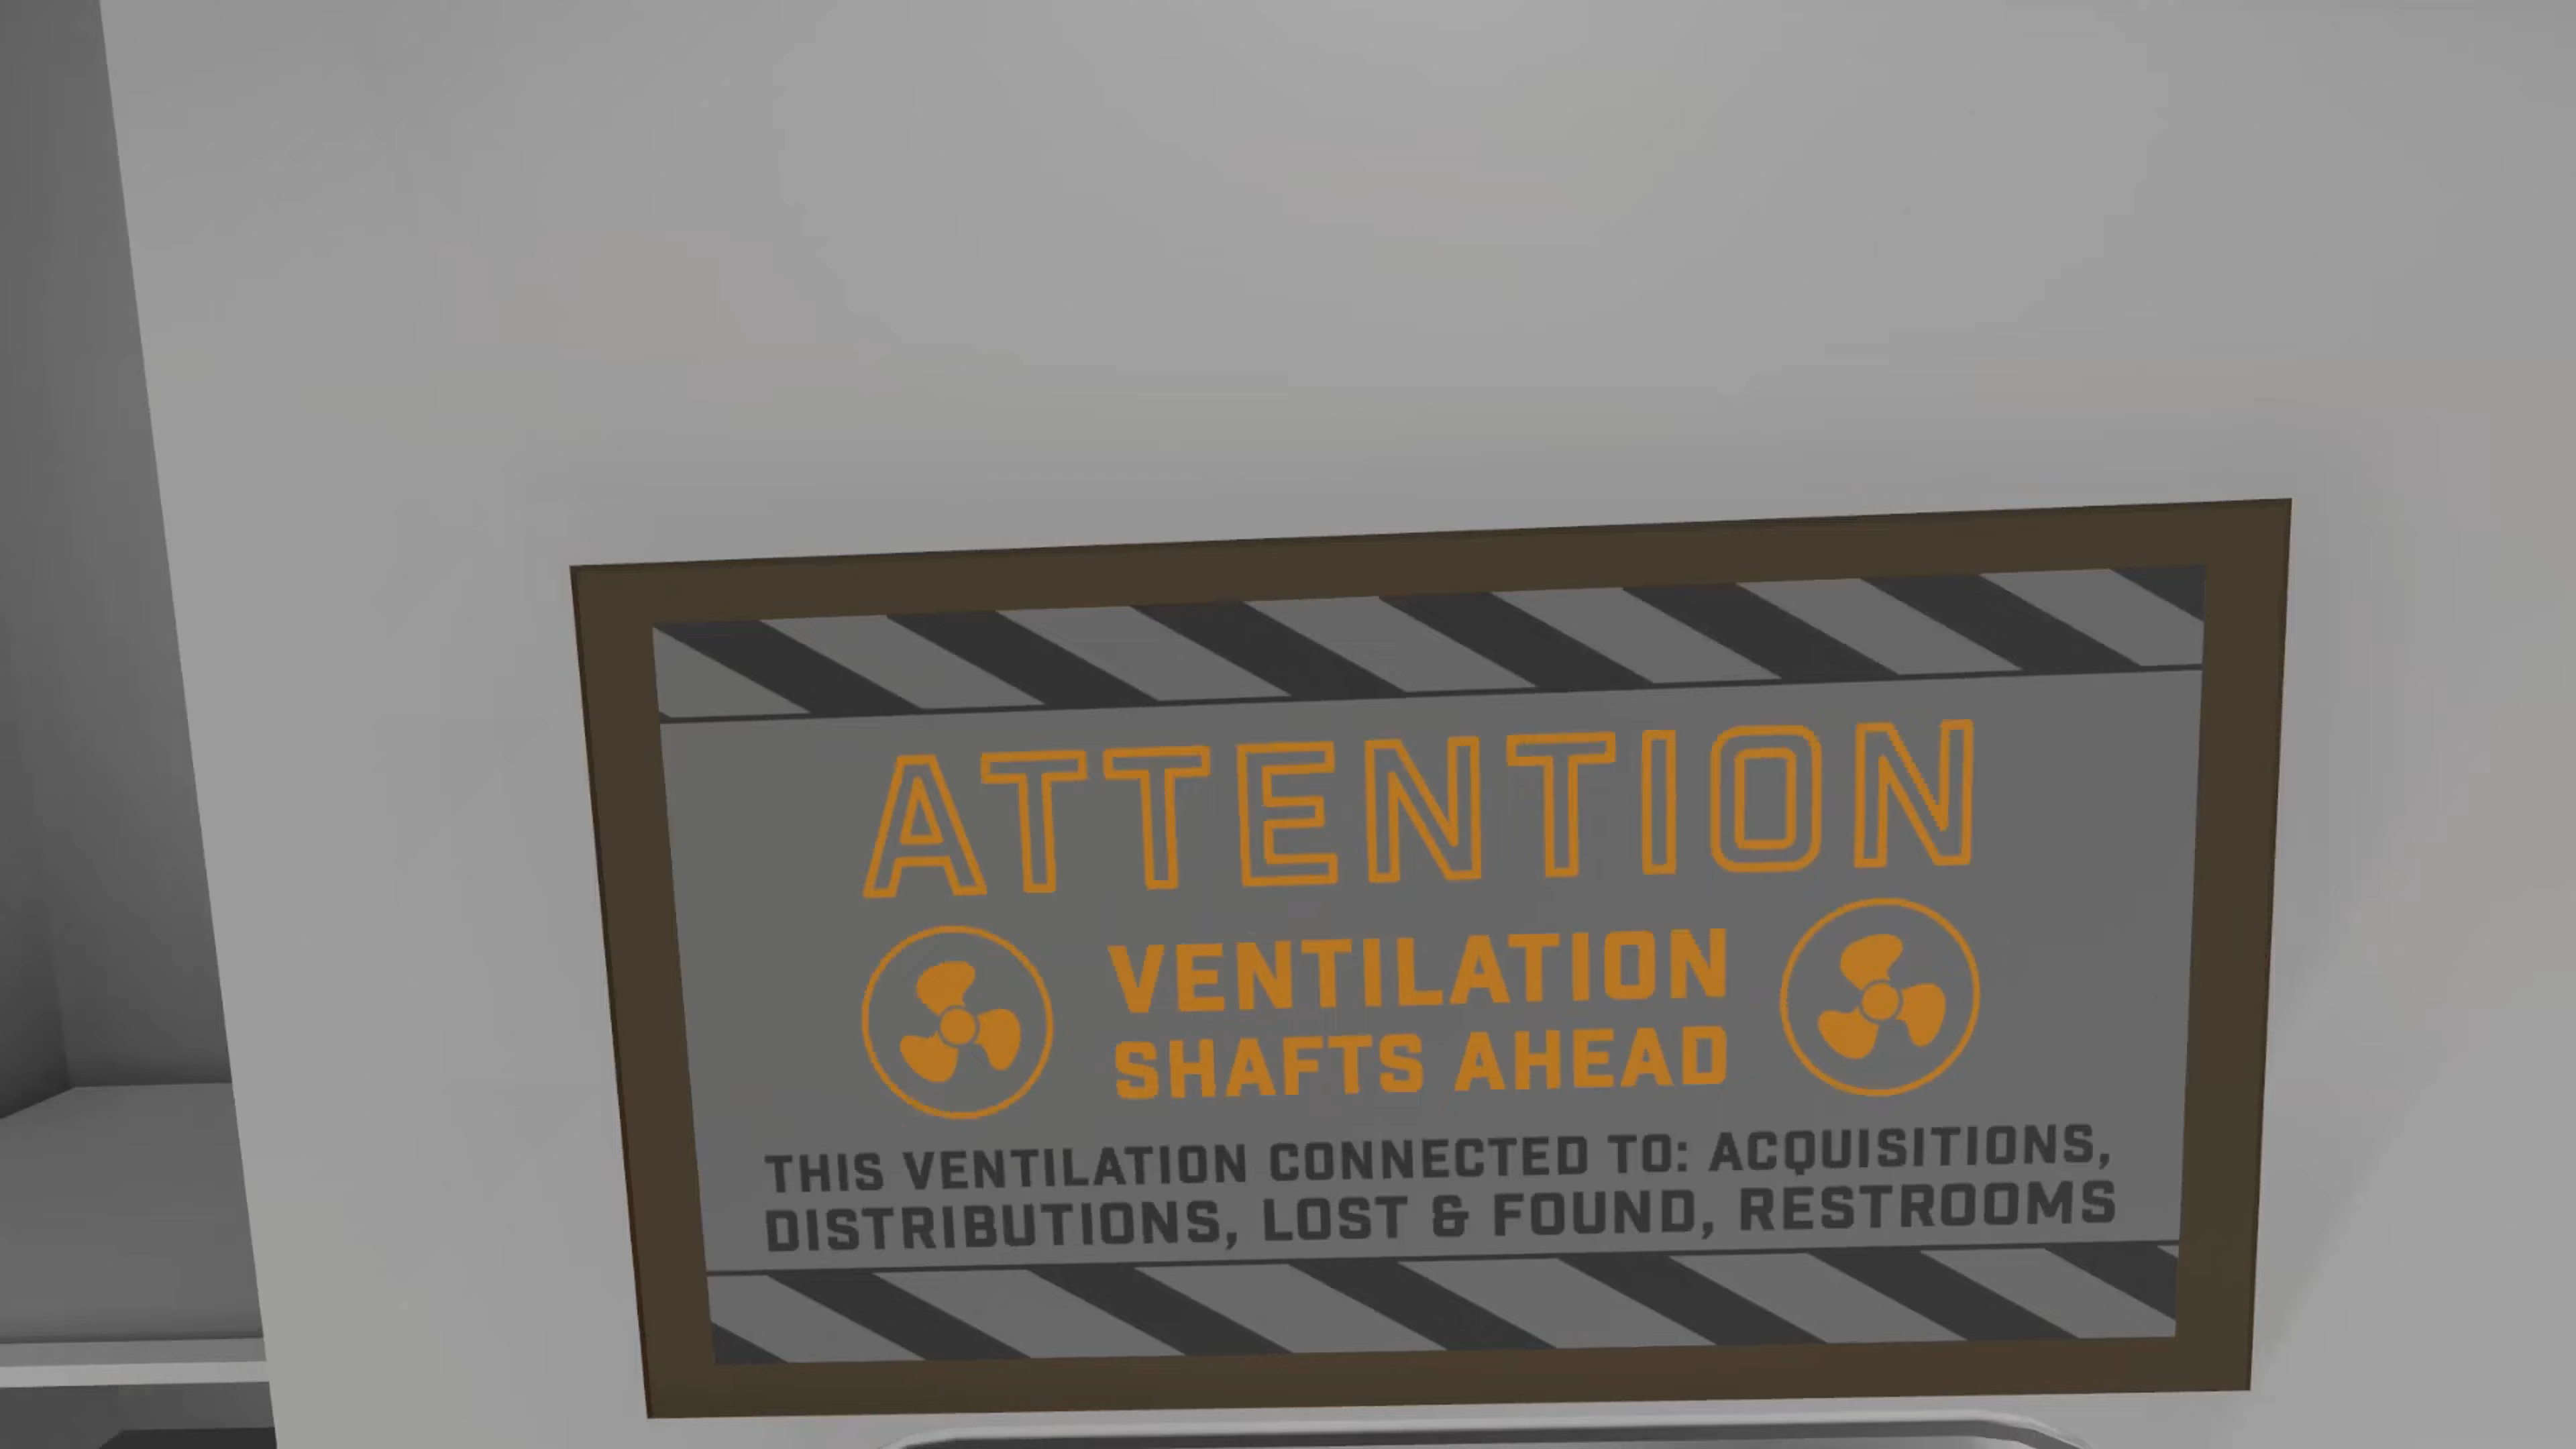 ATTENTION
VENTILATION
SHAFTS AHEAD
THIS VENTILATION CONNECTED TO: ACQUISITIONS,
DISTRIBUTIONS, LOST & FOUND, RESTROOMS